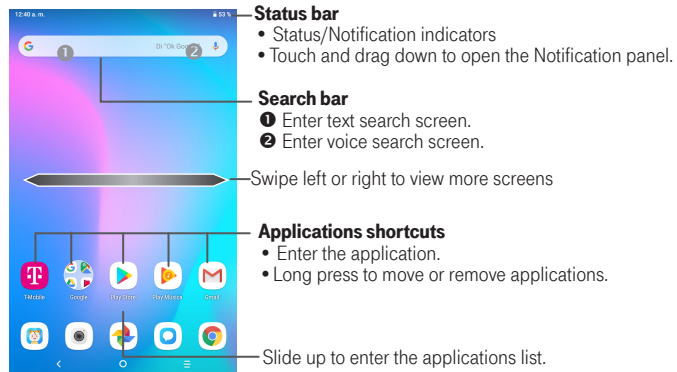 12:40 a. m. 53 %
Status bar
• Status/Notification indicators
• Touch and drag down to open the Notification panel.
G Di "Ok Goo
1 2
Search bar
❶ Enter text search screen.
❷ Enter voice search screen.
Swipe left or right to view more screens
Applications shortcuts
• Enter the application.
• Long press to move or remove applications.
T G
T-Mobile Google Play Store Play Música Gmail
Slide up to enter the applications list.